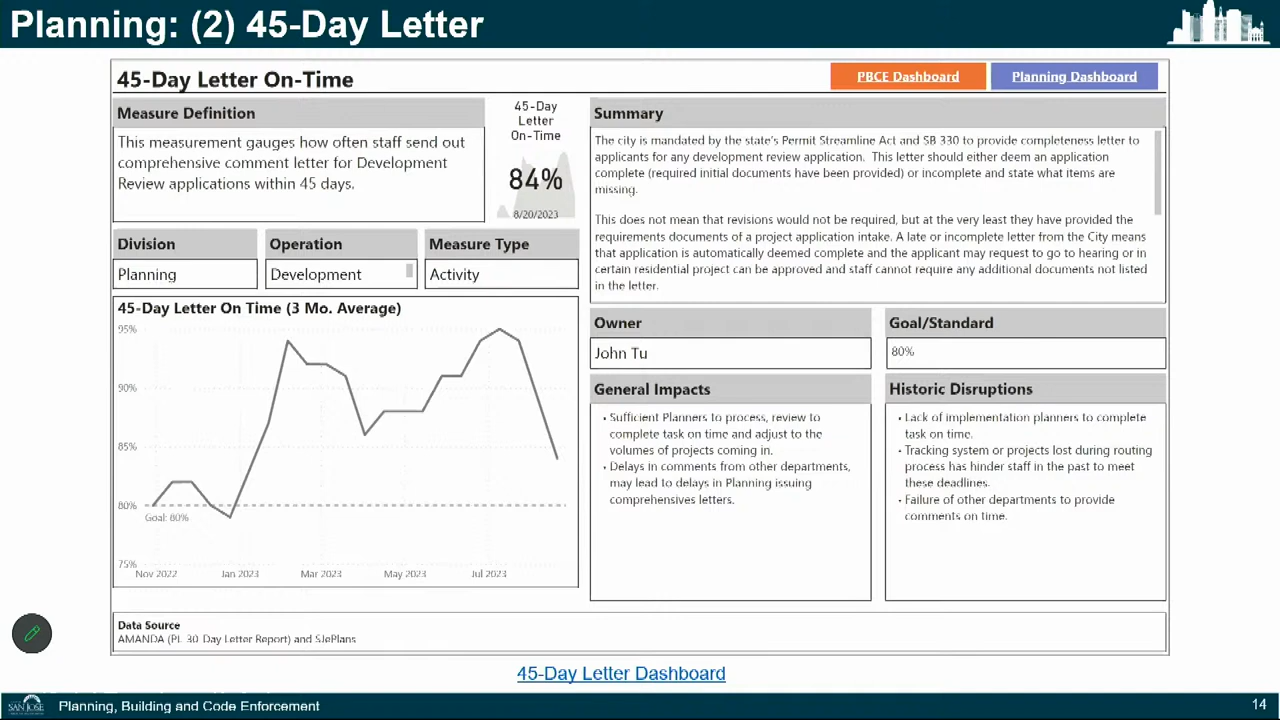 Planning: (2) 45-Day Letter
45-Day Letter On-Time
PBCE Dashboard
Planning Dashboard
Measure Definition
This measurement gauges how often staff send out
comprehensive comment letter for Development
Review applications within 45 days.
45-Day
Letter
On-Time
84%
8/20/2023
Summary
The city is mandated by the state's Permit Streamline Act and SB 330 to provide completeness letter to
applicants for any development review application. This letter should either deem an application
complete (required initial documents have been provided) or incomplete and state what items are
missing.
This does not mean that revisions would not be required, but at the very least they have provided the
requirements documents of a project application intake. A late or incomplete letter from the City means
that application is automatically deemed complete and the applicant may request to go to hearing or in
certain residential project can be approved and staff cannot require any additional documents not listed
in the letter.
Division
Planning
Operation
Development
Measure Type
Activity
45-Day Letter On Time (3 Mo. Average)
95%
90%
85%
80%
Goal: 80%
75%
Nov 2022
Jan 2023
Mar 2023
May 2023
Jul 2023
Owner
John Tu
Goal/Standard
80%
General Impacts
• Sufficient Planners to process, review to
complete task on time and adjust to the
volumes of projects coming in.
• Delays in comments from other departments,
may lead to delays in Planning issuing
comprehensives letters.
Historic Disruptions
• Lack of implementation planners to complete
task on time.
• Tracking system or projects lost during routing
process has hinder staff in the past to meet
these deadlines.
• Failure of other departments to provide
comments on time.
Data Source
AMANDA (PL 30-Day Letter Report) and SJePlans
45-Day Letter Dashboard
SAN JOSE
Planning, Building and Code Enforcement
14